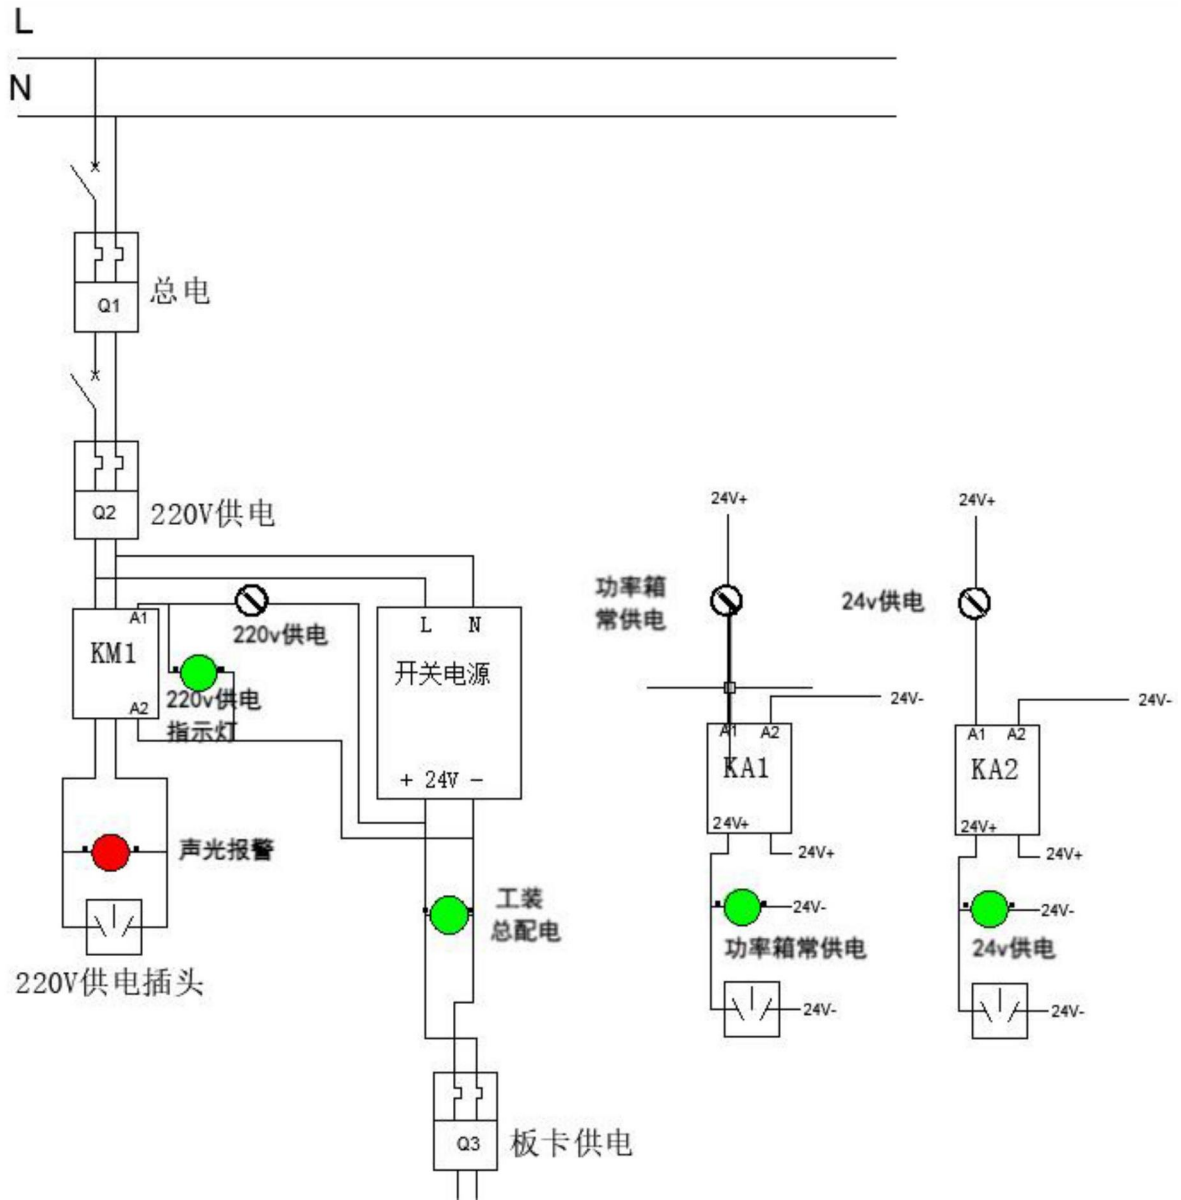 L
N
Q1
总电
Q2
220V供电
A1
KM1
A2
220v供电
220v供电
指示灯
L N
开关电源
+ 24V −
声光报警
220V供电插头
工装
总配电
Q3
板卡供电
24V+
功率箱
常供电
24V-
A1 A2
KA1
24V+
24V+
24V-
功率箱常供电
24V-
24V+
24v供电
24V-
A1 A2
KA2
24V+
24V+
24V-
24v供电
24V-